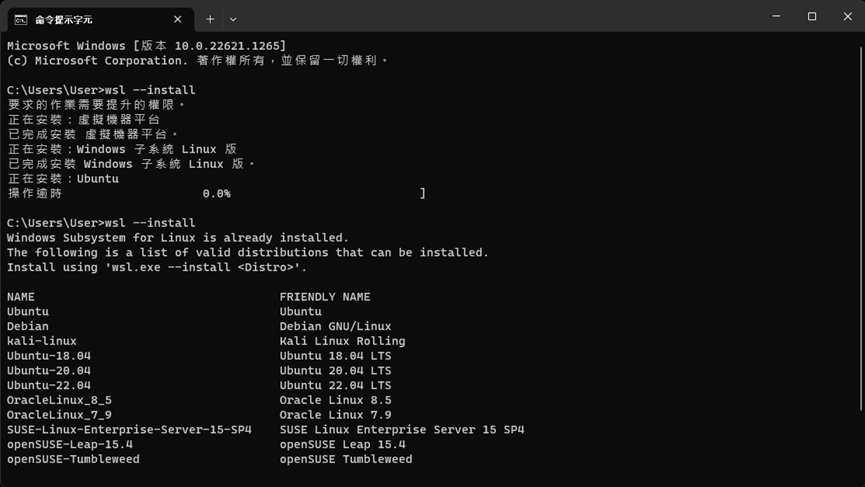 命令提示字元
Microsoft Windows [版本 10.0.22621.1265]
(c) Microsoft Corporation. 著作權所有，並保留一切權利。
C:\Users\User>wsl --install
要求的作業需要提升的權限。
正在安裝：虛擬機器平台
已完成安裝 虛擬機器平台。
正在安裝：Windows 子系統 Linux 版
已完成安裝 Windows 子系統 Linux 版。
正在安裝：Ubuntu
操作逾時 0.0% ]
C:\Users\User>wsl --install
Windows Subsystem for Linux is already installed.
The following is a list of valid distributions that can be installed.
Install using 'wsl.exe --install <Distro>'.
NAME FRIENDLY NAME
Ubuntu Ubuntu
Debian Debian GNU/Linux
kali-linux Kali Linux Rolling
Ubuntu-18.04 Ubuntu 18.04 LTS
Ubuntu-20.04 Ubuntu 20.04 LTS
Ubuntu-22.04 Ubuntu 22.04 LTS
OracleLinux_8_5 Oracle Linux 8.5
OracleLinux_7_9 Oracle Linux 7.9
SUSE-Linux-Enterprise-Server-15-SP4 SUSE Linux Enterprise Server 15 SP4
openSUSE-Leap-15.4 openSUSE Leap 15.4
openSUSE-Tumbleweed openSUSE Tumbleweed